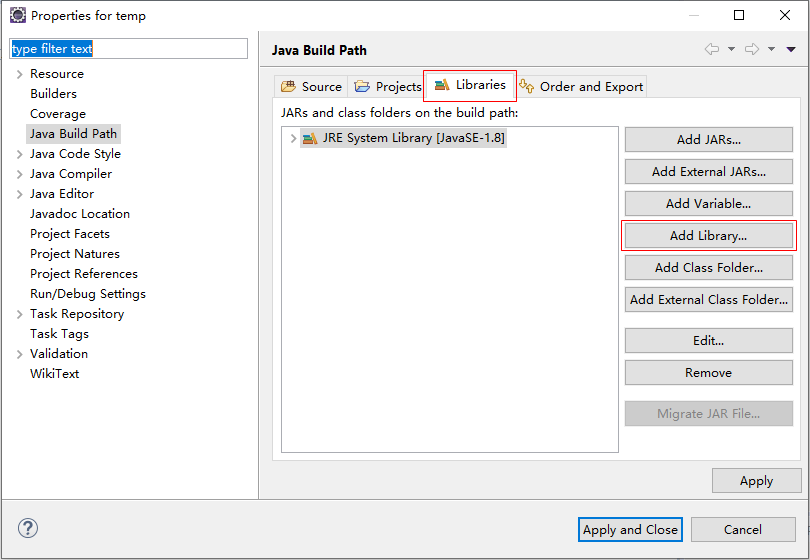 Properties for temp
type filter text
Resource
Builders
Coverage
Java Build Path
Java Code Style
Java Compiler
Java Editor
Javadoc Location
Project Facets
Project Natures
Project References
Run/Debug Settings
Task Repository
Task Tags
Validation
WikiText
Java Build Path
Source Projects Libraries Order and Export
JARs and class folders on the build path:
JRE System Library [JavaSE-1.8]
Add JARs...
Add External JARs...
Add Variable...
Add Library...
Add Class Folder...
Add External Class Folder...
Edit...
Remove
Migrate JAR File...
Apply
? Apply and Close Cancel